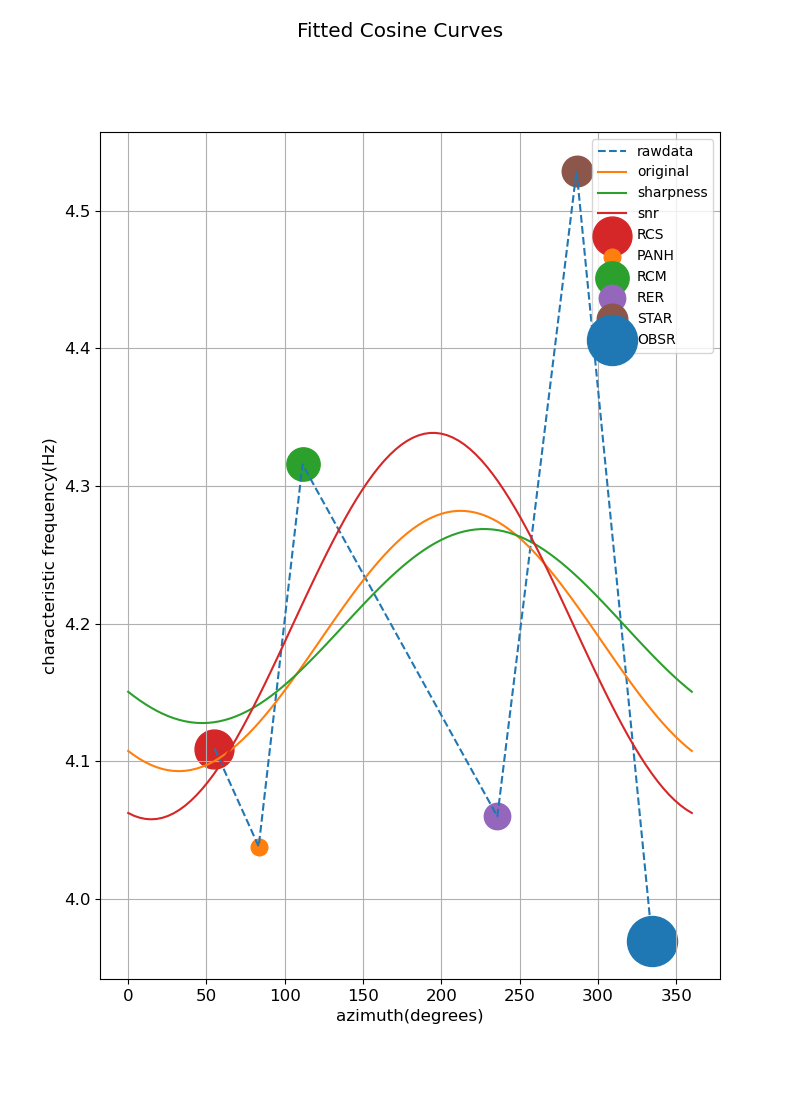 Fitted Cosine Curves
rawdata
original
sharpness
snr
RCS
PANH
RCM
RER
STAR
OBSR
characteristic frequency(Hz)
4.5
4.4
4.3
4.2
4.1
4.0
0 50 100 150 200 250 300 350
azimuth(degrees)